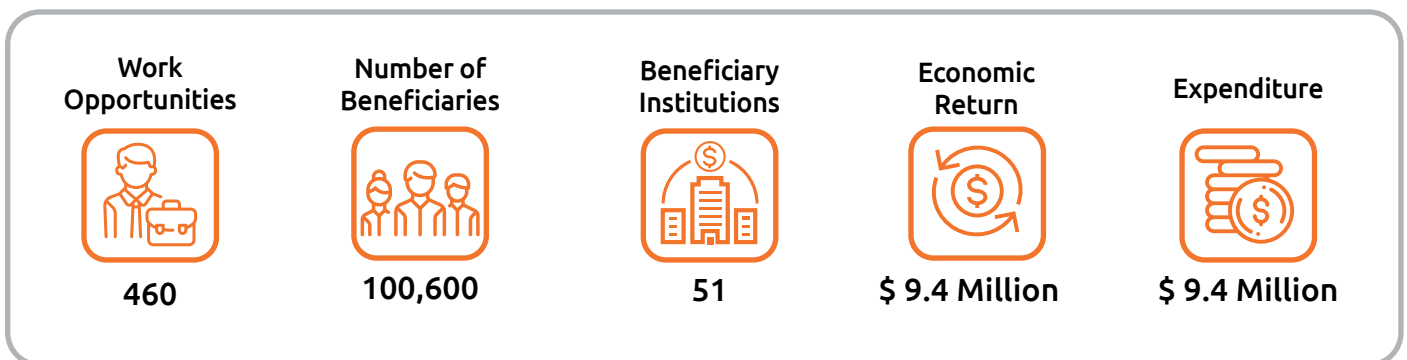 Work
Opportunities
460
Number of
Beneficiaries
100,600
Beneficiary
Institutions
$
51
Economic
Return
$
$ 9.4 Million
Expenditure
$
$ 9.4 Million